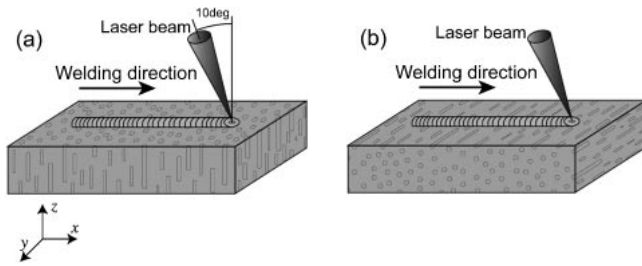 (a)
10deg
Laser beam
Welding direction
z
y
x
(b)
Laser beam
Welding direction